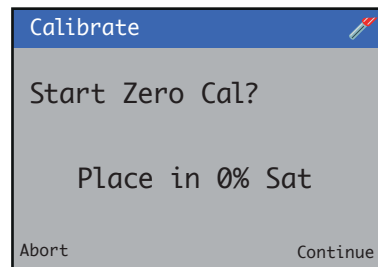 Calibrate
Start Zero Cal?
Place in 0% Sat
Abort Continue